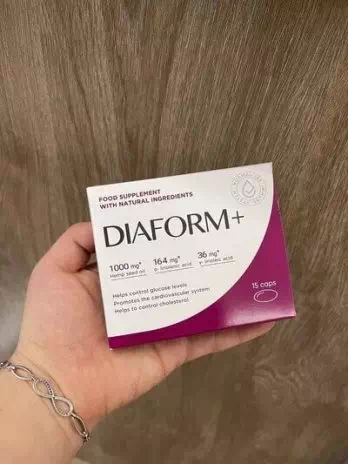 FOOD SUPPLEMENT
WITH NATURAL INGREDIENTS
DIAFORM+
1000 mg* 164 mg* 36 mg*
Hemp seed oil α- linolenic acid γ- linoleic acid
Helps control glucose levels
Promotes the cardiovascular system
Helps to control cholesterol
15 caps